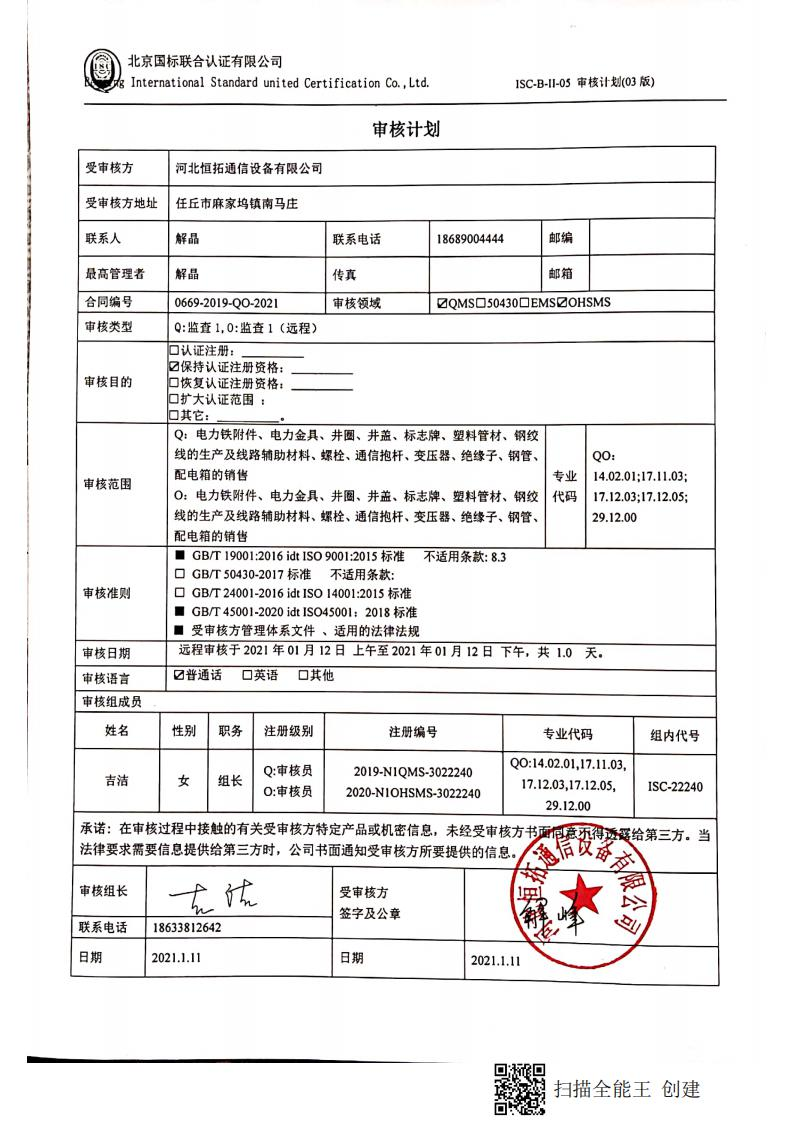 北京国标联合认证有限公司
International Standard united Certification Co.,Ltd.
ISC-B-II-05 审核计划(03 版)
审核计划
受审核方 河北恒拓通信设备有限公司
受审核方地址 任丘市麻家坞镇南马庄
联系人 解晶 联系电话 18689004444 邮编
最高管理者 解晶 传真 邮箱
合同编号 0669-2019-QO-2021 审核领域 ☑QMS□50430□EMS☑OHSMS
审核类型 Q:监查 1,O:监查 1（远程）
审核目的
□认证注册：
☑保持认证注册资格：
□恢复认证注册资格：
□扩大认证范围 ：
□其它： 。
审核范围
Q：电力铁附件、电力金具、井圈、井盖、标志牌、塑料管材、钢绞
线的生产及线路辅助材料、螺栓、通信抱杆、变压器、绝缘子、钢管、
配电箱的销售
O：电力铁附件、电力金具、井圈、井盖、标志牌、塑料管材、钢绞
线的生产及线路辅助材料、螺栓、通信抱杆、变压器、绝缘子、钢管、
配电箱的销售
专业
代码
QO:
14.02.01;17.11.03;
17.12.03;17.12.05;
29.12.00
审核准则
■ GB/T 19001:2016 idt ISO 9001:2015 标准 不适用条款: 8.3
□ GB/T 50430-2017 标准 不适用条款:
□ GB/T 24001-2016 idt ISO 14001:2015 标准
■ GB/T 45001-2020 idt ISO45001：2018 标准
■ 受审核方管理体系文件 、适用的法律法规
审核日期 远程审核于 2021 年 01 月 12 日 上午至 2021 年 01 月 12 日 下午，共 1.0 天。
审核语言 ☑普通话 □英语 □其他
审核组成员
姓名 性别 职务 注册级别 注册编号 专业代码 组内代号
吉洁 女 组长
Q:审核员
O:审核员
2019-N1QMS-3022240
2020-N1OHSMS-3022240
QO:14.02.01,17.11.03,
17.12.03,17.12.05,
29.12.00
ISC-22240
承诺：在审核过程中接触的有关受审核方特定产品或机密信息，未经受审核方书面同意不得透露给第三方。当
法律要求需要信息提供给第三方时，公司书面通知受审核方所要提供的信息。
审核组长 吉洁
受审核方
签字及公章
恒拓通信设备有限公司
联系电话 18633812642
日期 2021.1.11 日期 2021.1.11
扫描全能王 创建